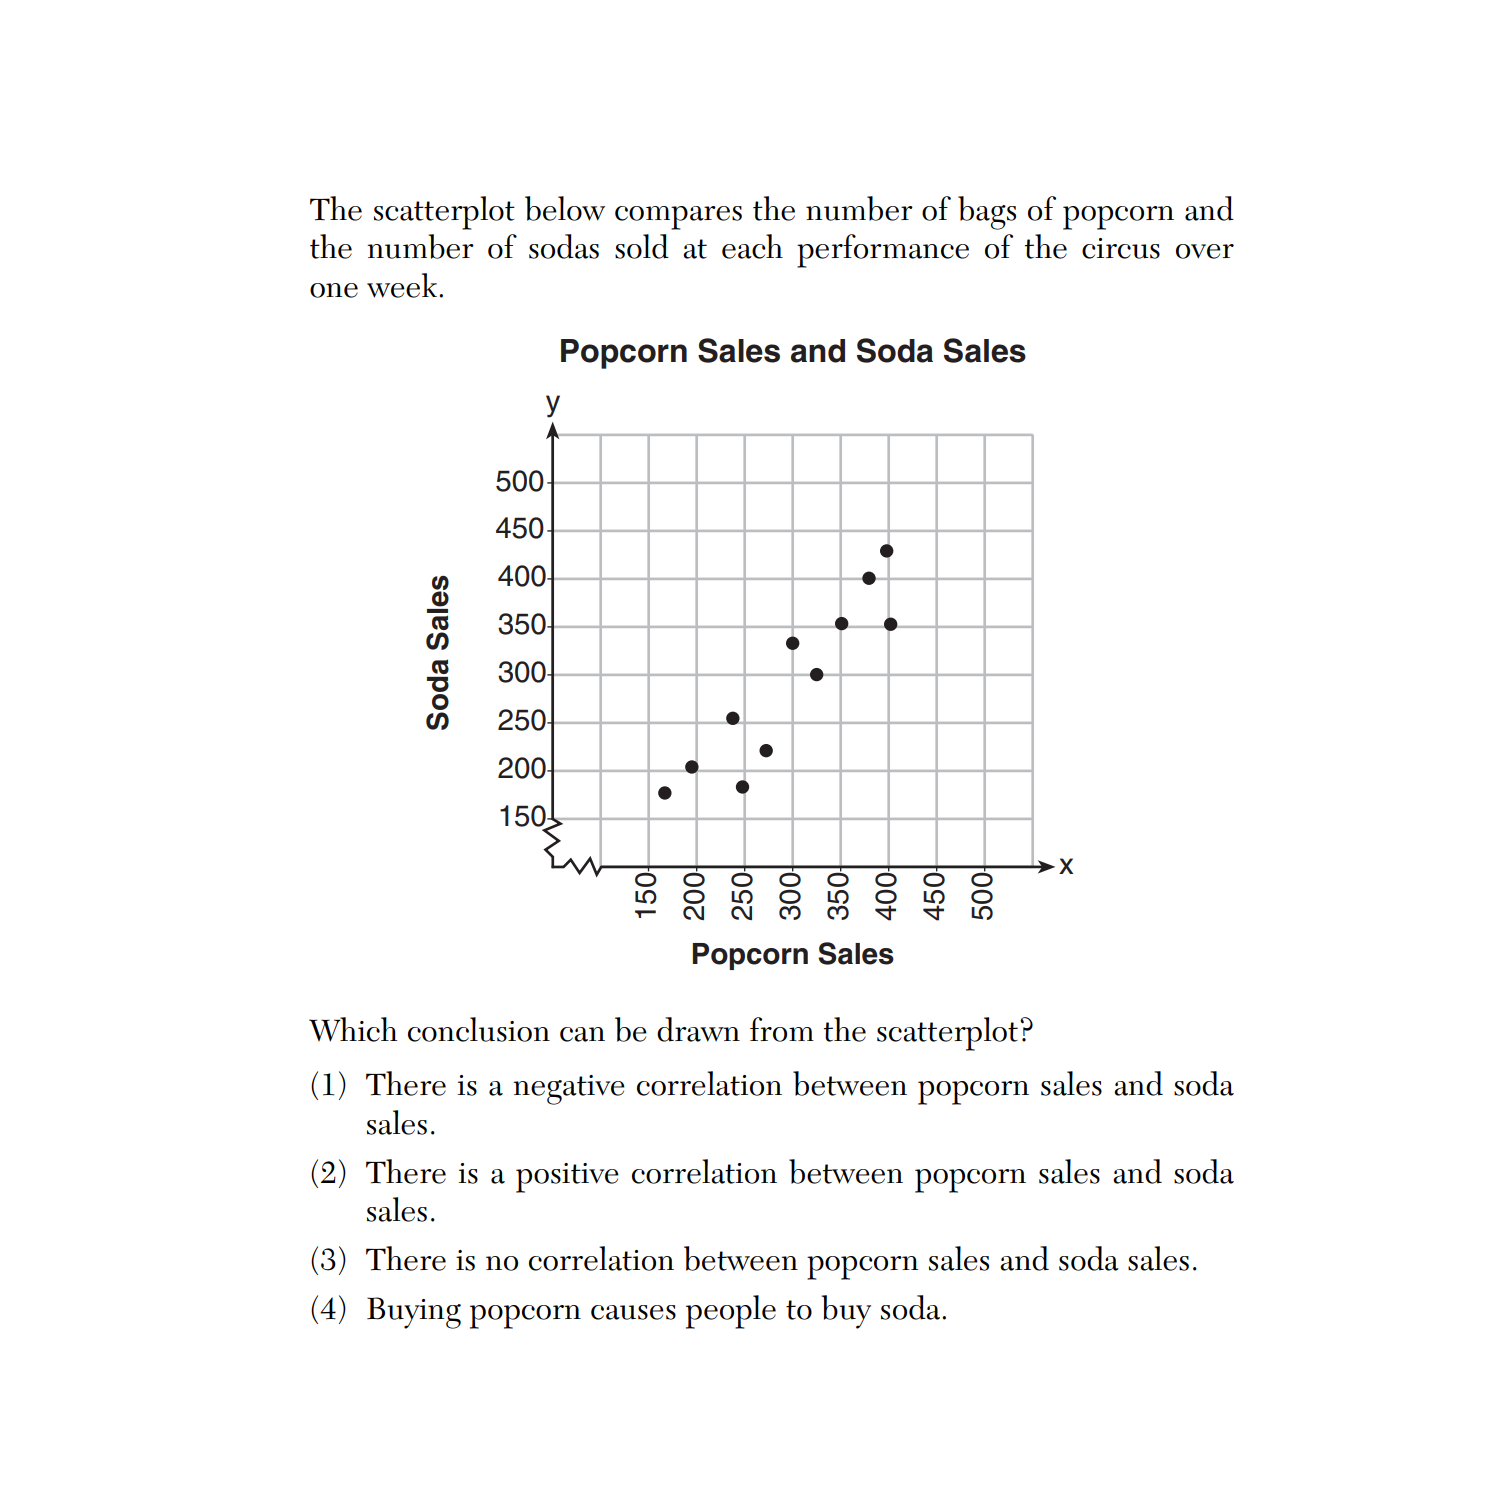 The scatterplot below compares the number of bags of popcorn and
the number of sodas sold at each performance of the circus over
one week.
Popcorn Sales and Soda Sales
y
500
450
400
350
300
250
200
150
Soda Sales
x
150
200
250
300
350
400
450
500
Popcorn Sales
Which conclusion can be drawn from the scatterplot?
(1) There is a negative correlation between popcorn sales and soda
sales.
(2) There is a positive correlation between popcorn sales and soda
sales.
(3) There is no correlation between popcorn sales and soda sales.
(4) Buying popcorn causes people to buy soda.